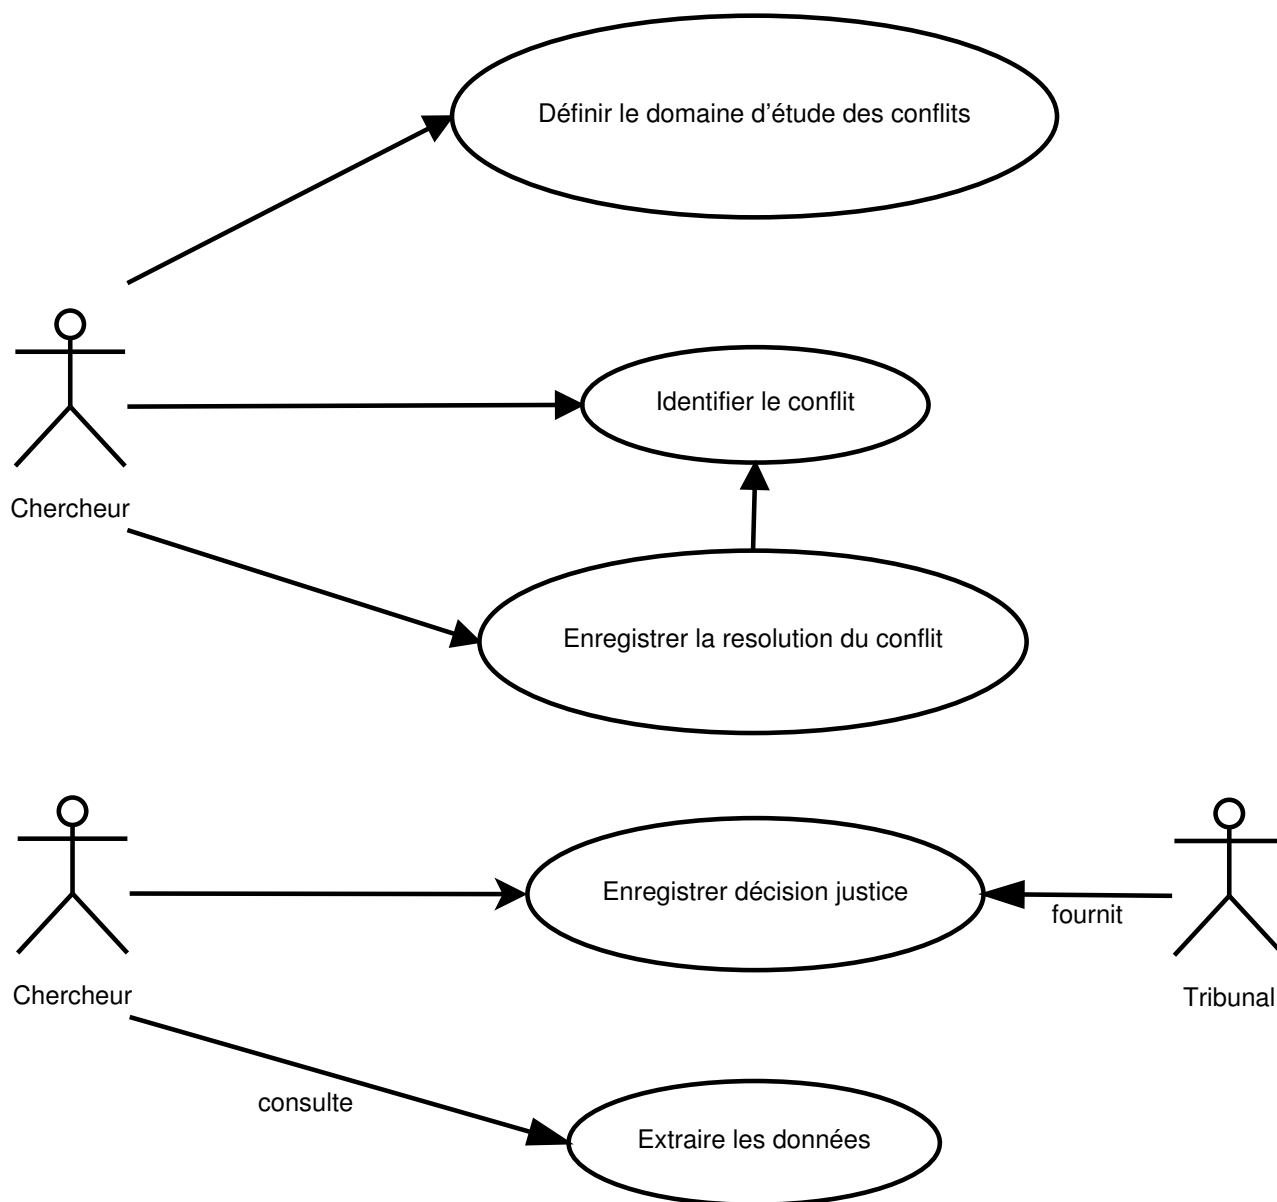 Définir le domaine d'étude des conflits
Identifier le conflit
Chercheur
Enregistrer la resolution du conflit
Enregistrer décision justice
fournit
Chercheur
Tribunal
consulte
Extraire les données